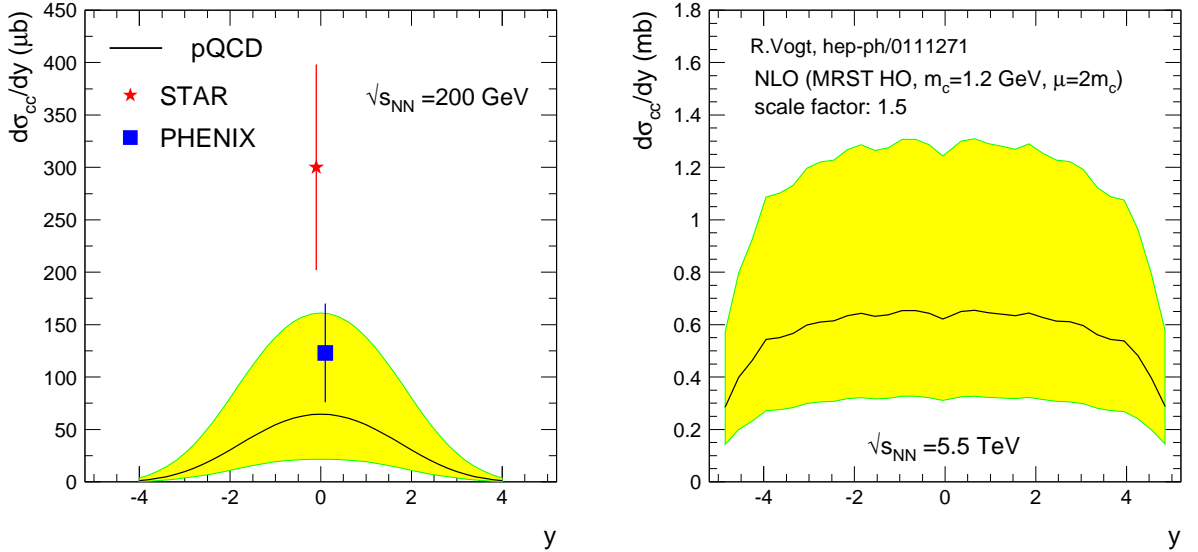 dσcc/dy (μb)
450
400
350
300
250
200
150
100
50
0
pQCD
STAR
PHENIX
√sNN =200 GeV
-4 -2 0 2 4
y
dσcc/dy (mb)
1.8
1.6
1.4
1.2
1
0.8
0.6
0.4
0.2
0
R.Vogt, hep-ph/0111271
NLO (MRST HO, mc=1.2 GeV, μ=2mc)
scale factor: 1.5
√sNN =5.5 TeV
-4 -2 0 2 4
y